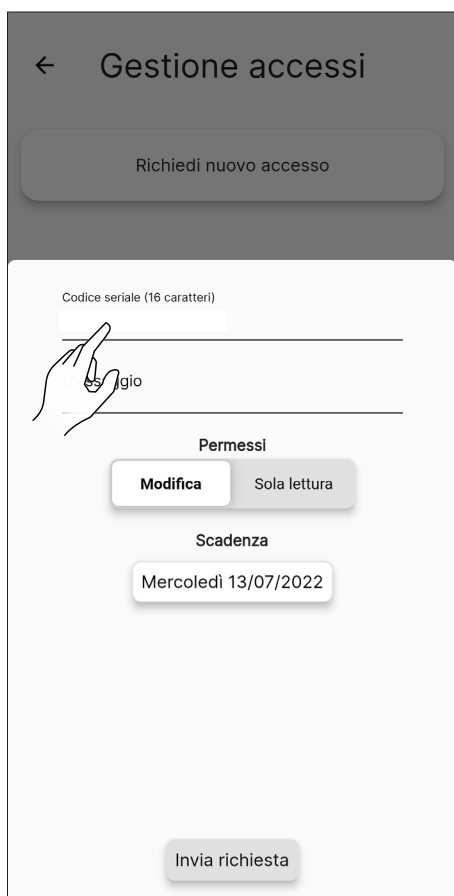 Gestione accessi
Richiedi nuovo accesso
Codice seriale (16 caratteri)
Messaggio
Permessi
Modifica Sola lettura
Scadenza
Mercoledì 13/07/2022
Invia richiesta